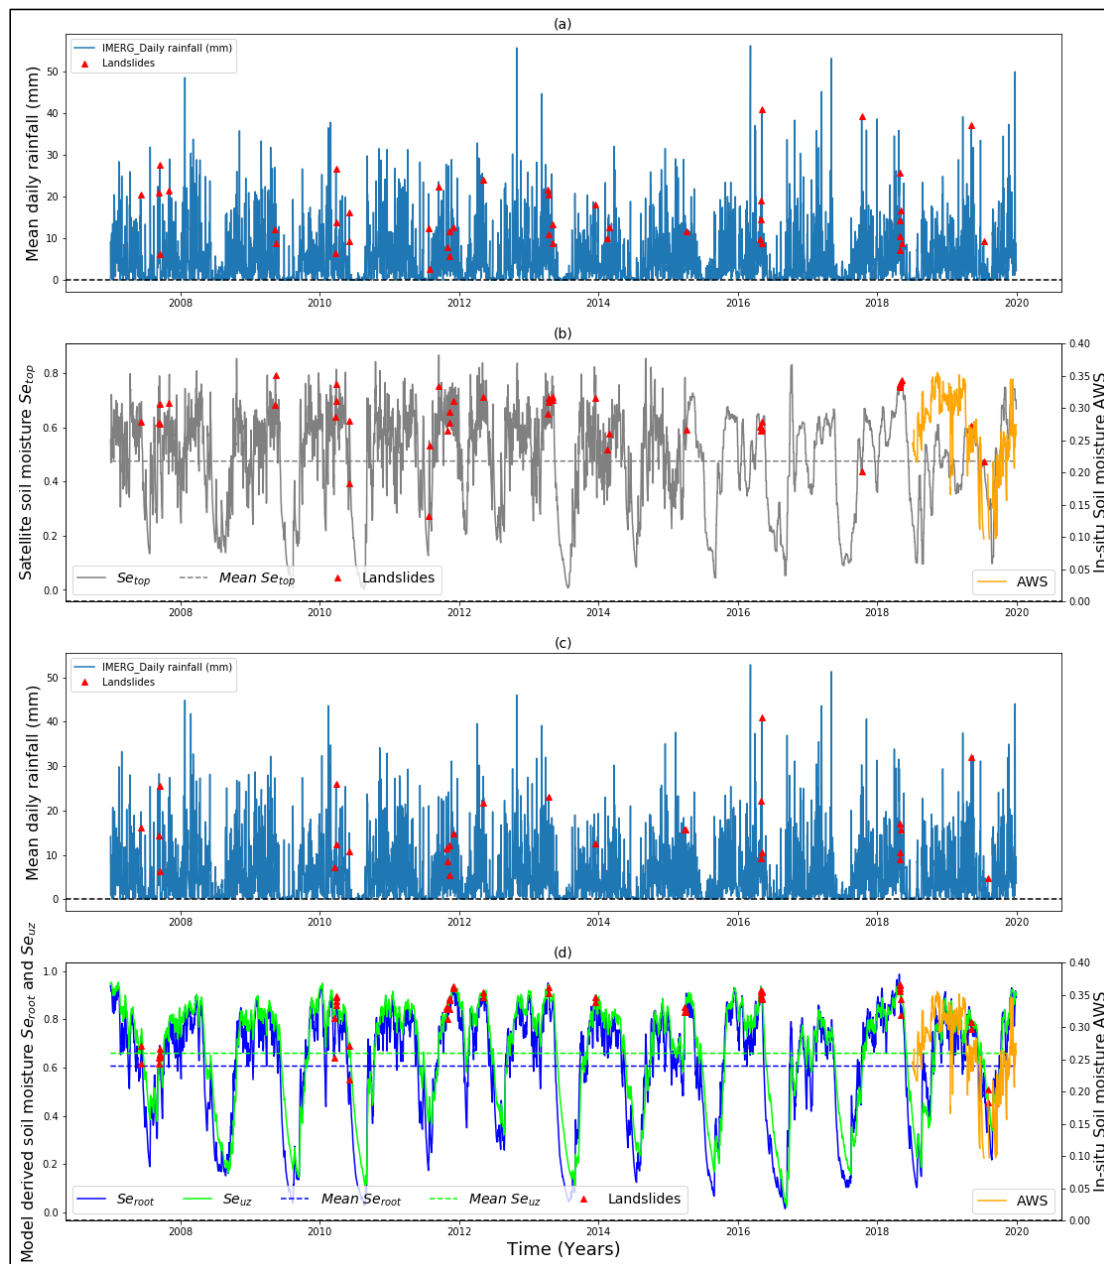 (a)
IMERG_Daily rainfall (mm)
Landslides
Mean daily rainfall (mm)
50
40
30
20
10
0
2008 2010 2012 2014 2016 2018 2020
(b)
Satellite soil moisture Se_top
0.8
0.6
0.4
0.2
0.0
In-situ Soil moisture AWS
0.40
0.35
0.30
0.25
0.20
0.15
0.10
0.05
0.00
Se_top Mean Se_top Landslides
AWS
2008 2010 2012 2014 2016 2018 2020
(c)
IMERG_Daily rainfall (mm)
Landslides
Mean daily rainfall (mm)
50
40
30
20
10
0
2008 2010 2012 2014 2016 2018 2020
(d)
Model derived soil moisture Se_root and Se_uz
1.0
0.8
0.6
0.4
0.2
0.0
In-situ Soil moisture AWS
0.40
0.35
0.30
0.25
0.20
0.15
0.10
0.05
0.00
Se_root Se_uz Mean Se_root Mean Se_uz Landslides
AWS
2008 2010 2012 2014 2016 2018 2020
Time (Years)